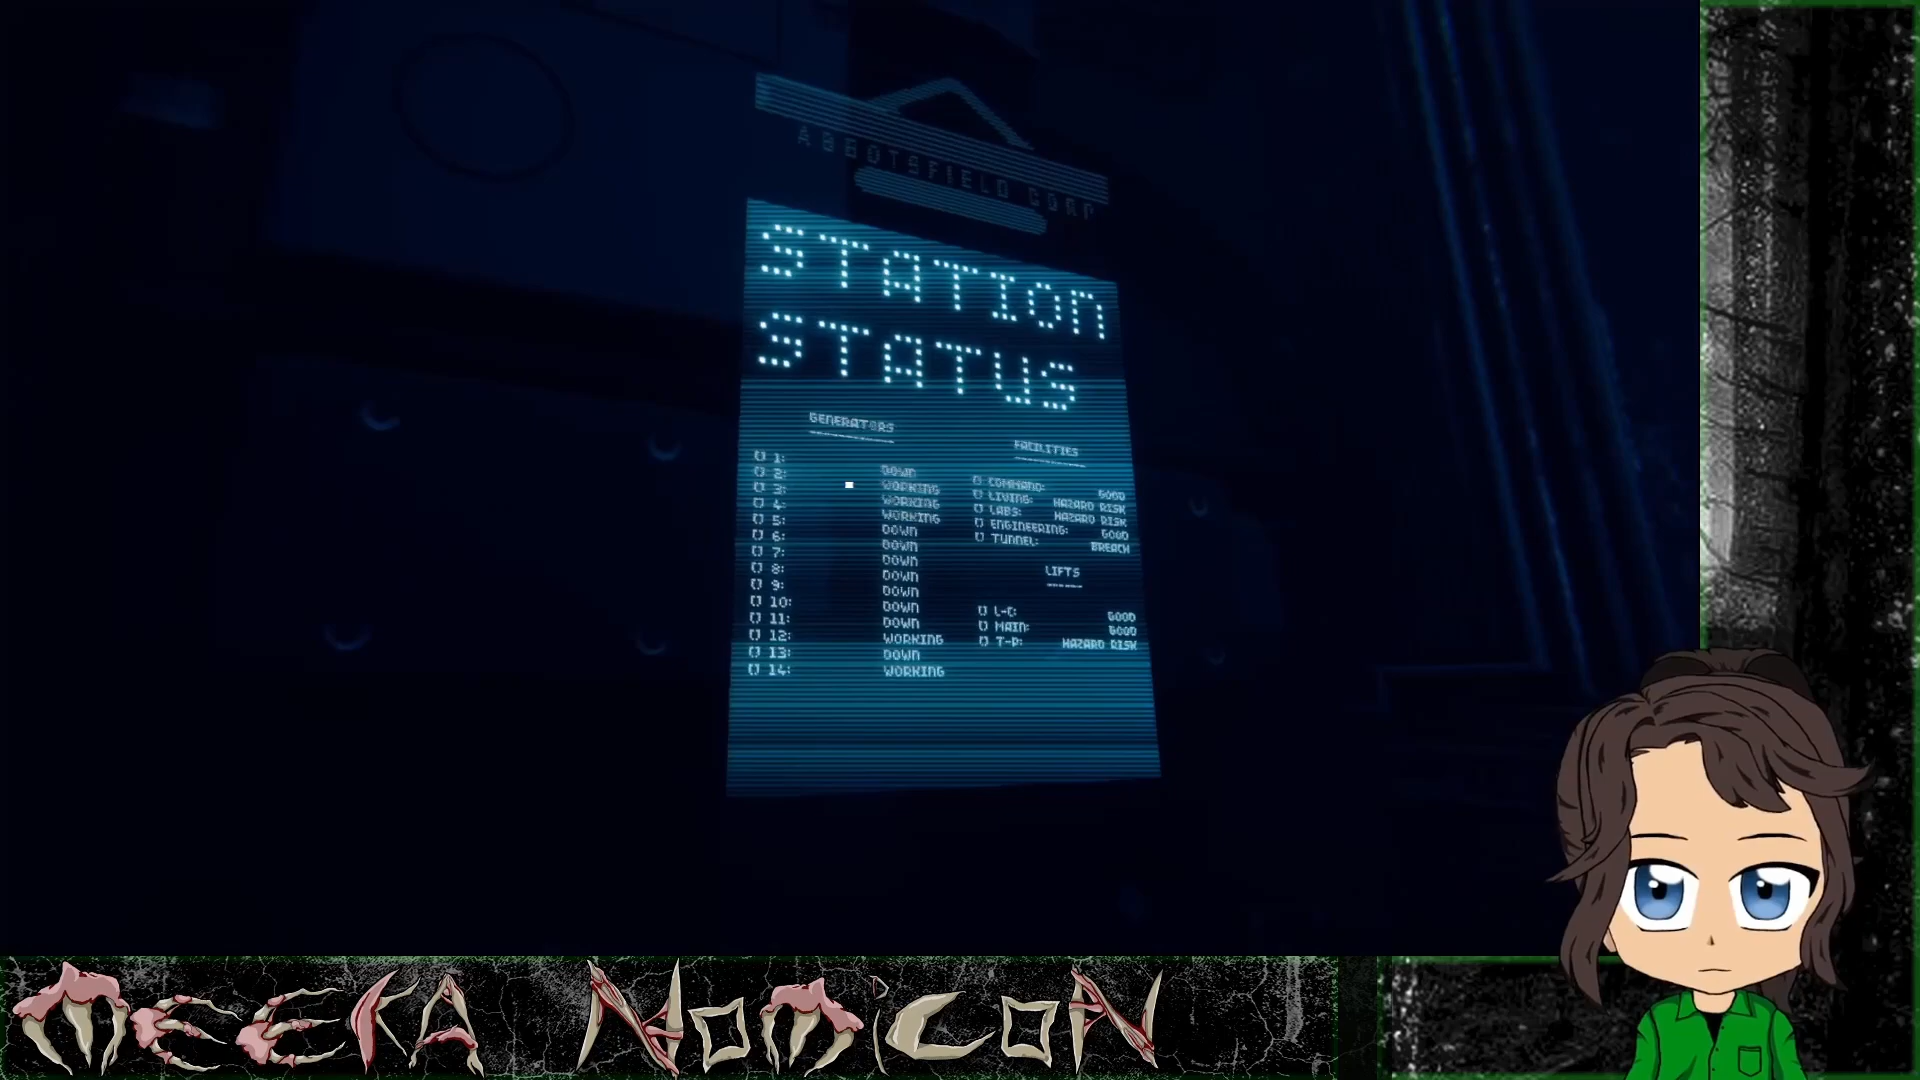 ABBOTSFIELD CORP
STATION
STATUS
GENERATORS
() 1: DOWN
() 2: WORKING
() 3: WORKING
() 4: WORKING
() 5: DOWN
() 6: DOWN
() 7: DOWN
() 8: DOWN
() 9: DOWN
() 10: DOWN
() 11: DOWN
() 12: WORKING
() 13: DOWN
() 14: WORKING
FACILITIES
() COMMAND: GOOD
() LIVING: HAZARD RISK
() LABS: HAZARD RISK
() ENGINEERING: GOOD
() TUNNEL: BREACH
LIFTS
() L-C: GOOD
() MAIN: GOOD
() T-P: HAZARD RISK
MEEKA NOMICON